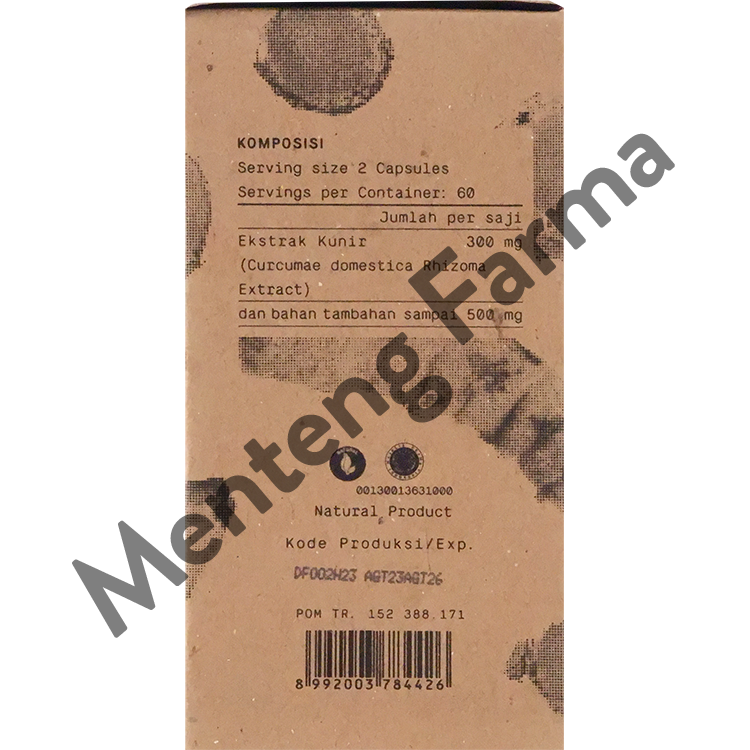 KOMPOSISI
Serving size 2 Capsules
Servings per Container: 60
Jumlah per saji
Ekstrak Kunir 300 mg
(Curcumae domestica Rhizoma
Extract)
dan bahan tambahan sampai 500 mg
Menteng Farma
00130013631000
Natural Product
Kode Produksi/Exp.
DF002H23 AGT23AGT26
POM TR. 152 388.171
8 992003 784426